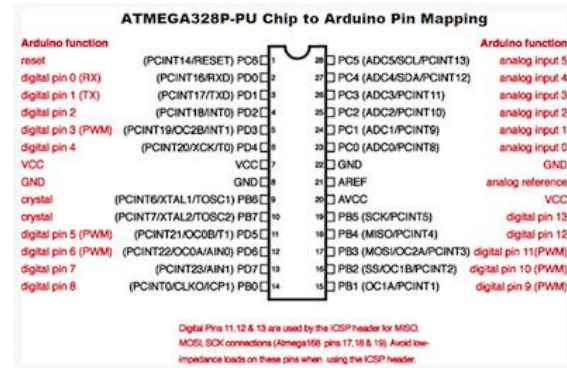 ATMEGA328P-PU Chip to Arduino Pin Mapping
Arduino function Arduino function
reset (PCINT14/RESET) PC6 1 28 PC5 (ADC5/SCL/PCINT13) analog input 5
digital pin 0 (RX) (PCINT16/RXD) PD0 2 27 PC4 (ADC4/SDA/PCINT12) analog input 4
digital pin 1 (TX) (PCINT17/TXD) PD1 3 26 PC3 (ADC3/PCINT11) analog input 3
digital pin 2 (PCINT18/INT0) PD2 4 25 PC2 (ADC2/PCINT10) analog input 2
digital pin 3 (PWM) (PCINT19/OC2B/INT1) PD3 5 24 PC1 (ADC1/PCINT9) analog input 1
digital pin 4 (PCINT20/XCK/T0) PD4 6 23 PC0 (ADC0/PCINT8) analog input 0
VCC VCC 7 22 GND GND
GND GND 8 21 AREF analog reference
crystal (PCINT6/XTAL1/TOSC1) PB6 9 20 AVCC VCC
crystal (PCINT7/XTAL2/TOSC2) PB7 10 19 PB5 (SCK/PCINT5) digital pin 13
digital pin 5 (PWM) (PCINT21/OC0B/T1) PD5 11 18 PB4 (MISO/PCINT4) digital pin 12
digital pin 6 (PWM) (PCINT22/OC0A/AIN0) PD6 12 17 PB3 (MOSI/OC2A/PCINT3) digital pin 11(PWM)
digital pin 7 (PCINT23/AIN1) PD7 13 16 PB2 (SS/OC1B/PCINT2) digital pin 10 (PWM)
digital pin 8 (PCINT0/CLKO/ICP1) PB0 14 15 PB1 (OC1A/PCINT1) digital pin 9 (PWM)
Digital Pins 11,12 & 13 are used by the ICSP header for MISO,
MOSI, SCK connections (Atmega168 pins 17,18 & 19). Avoid low-
impedance loads on these pins when using the ICSP header.